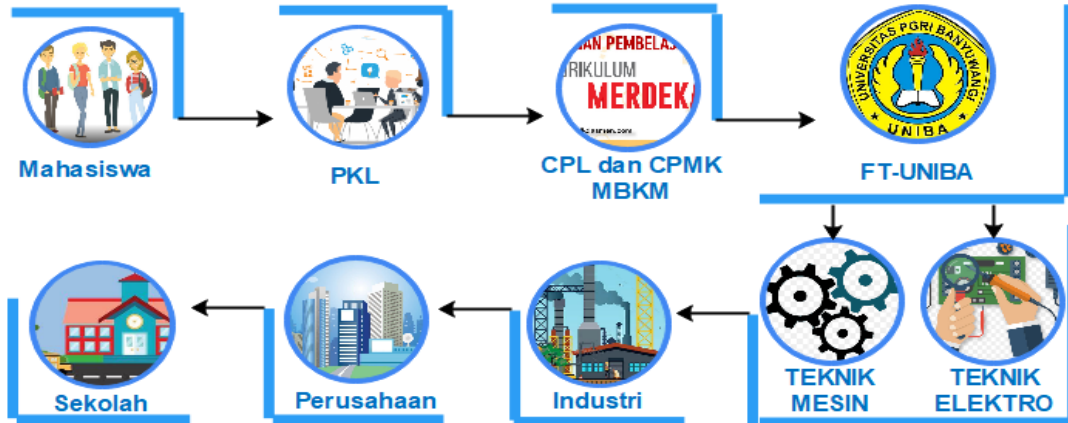 Mahasiswa
PKL
PEMBELAJ
MERDEK
CPL dan CPMK
MBKM
UNIVERSITAS PGRI BANYUWANGI
UNIBA
FT-UNIBA
TEKNIK
MESIN
TEKNIK
ELEKTRO
Industri
Perusahaan
Sekolah